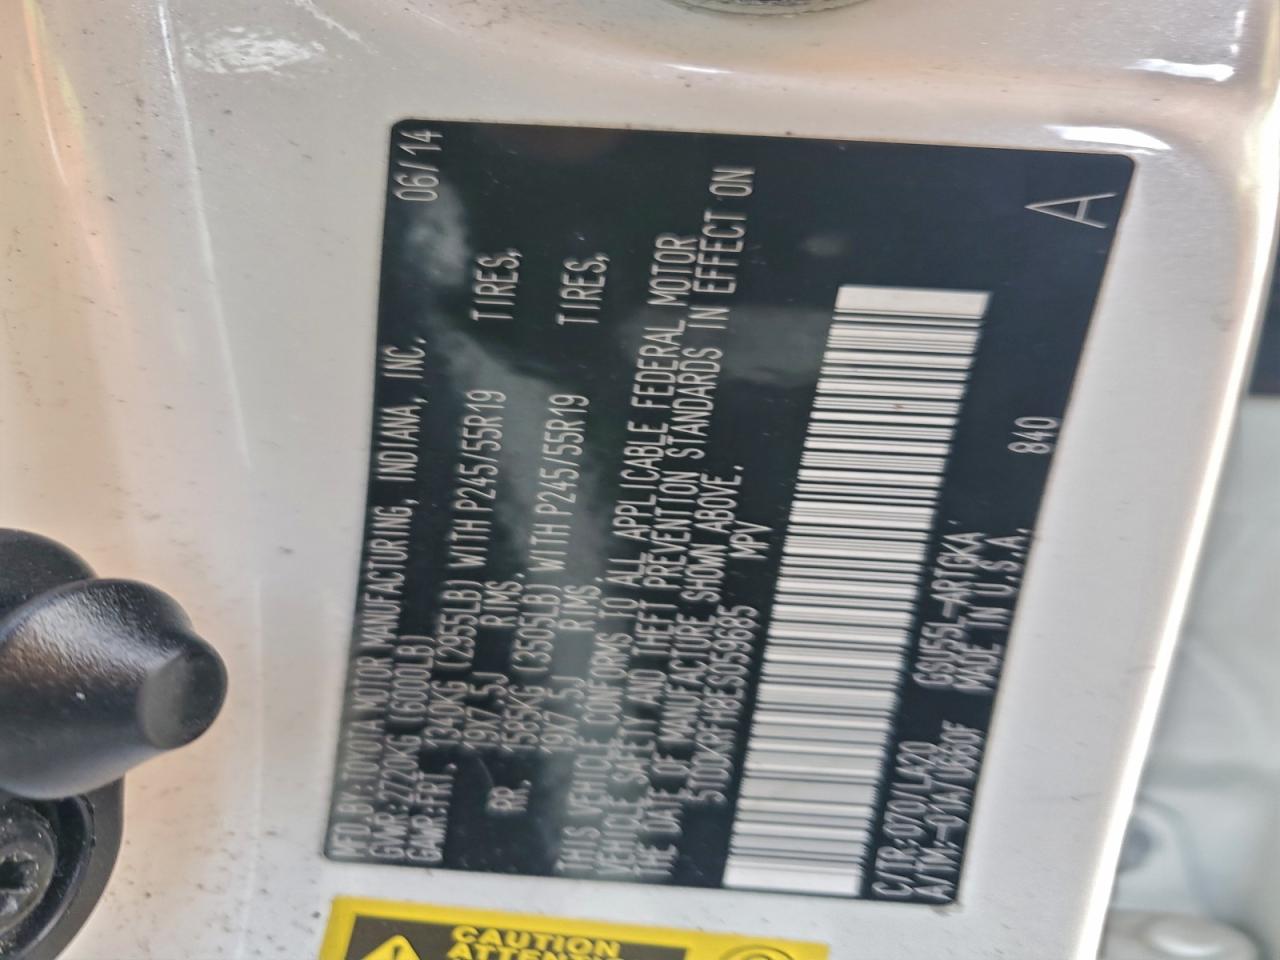 MFD.BY:TOYOTA MOTOR MANUFACTURING, INDIANA, INC. 06/14
GVWR:2720KG (6000LB)
GAWR:FRT. 1340KG (2955LB) WITH P245/55R19 TIRES,
19X7.5J RIMS.
RR. 1585KG (3505LB) WITH P245/55R19 TIRES,
19X7.5J RIMS.
THIS VEHICLE CONFORMS TO ALL APPLICABLE FEDERAL MOTOR
VEHICLE SAFETY AND THEFT PREVENTION STANDARDS IN EFFECT ON
THE DATE OF MANUFACTURE SHOWN ABOVE.
5TDDKRFH8ES059685 MPV
C/TR:070/LA20 GSU55L-ARTGKA 840
A/TM:-01A/U660F MADE IN U.S.A.
A
CAUTION